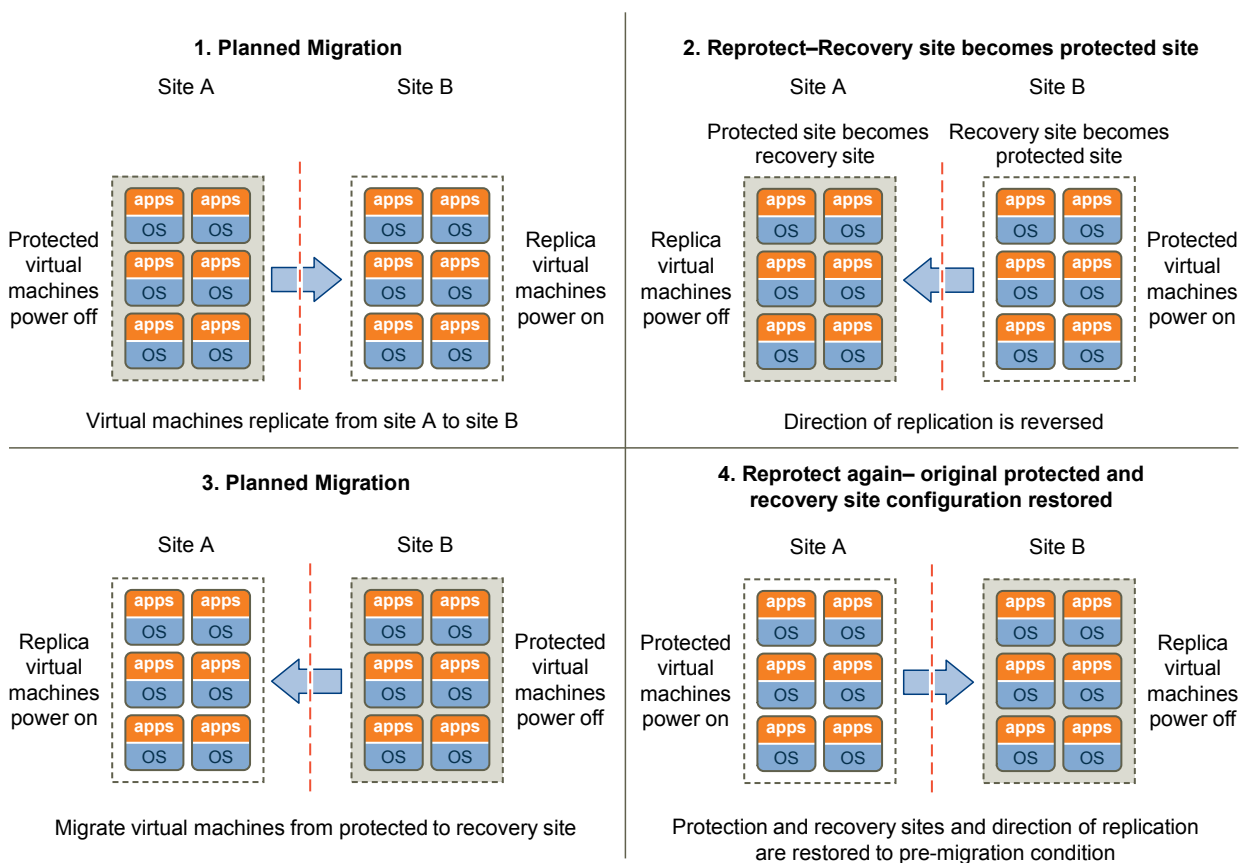 1. Planned Migration
Site A
Site B
Protected
virtual
machines
power off
apps apps
OS OS
apps apps
OS OS
apps apps
OS OS
apps apps
OS OS
apps apps
OS OS
apps apps
OS OS
Replica
virtual
machines
power on
Virtual machines replicate from site A to site B
2. Reprotect–Recovery site becomes protected site
Site A
Site B
Protected site becomes
recovery site
Recovery site becomes
protected site
Replica
virtual
machines
power off
apps apps
OS OS
apps apps
OS OS
apps apps
OS OS
apps apps
OS OS
apps apps
OS OS
apps apps
OS OS
Protected
virtual
machines
power on
Direction of replication is reversed
3. Planned Migration
Site A
Site B
Replica
virtual
machines
power on
apps apps
OS OS
apps apps
OS OS
apps apps
OS OS
apps apps
OS OS
apps apps
OS OS
apps apps
OS OS
Protected
virtual
machines
power off
Migrate virtual machines from protected to recovery site
4. Reprotect again– original protected and
recovery site configuration restored
Site A
Site B
Protected
virtual
machines
power on
apps apps
OS OS
apps apps
OS OS
apps apps
OS OS
apps apps
OS OS
apps apps
OS OS
apps apps
OS OS
Replica
virtual
machines
power off
Protection and recovery sites and direction of replication
are restored to pre-migration condition